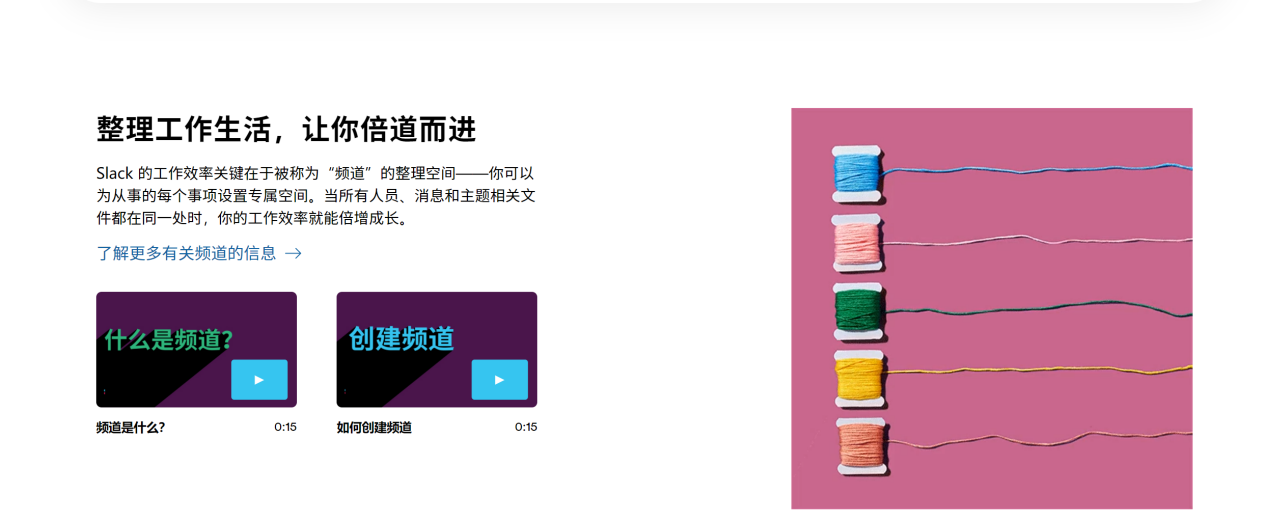 整理工作生活，让你倍道而进
Slack 的工作效率关键在于被称为“频道”的整理空间——你可以
为从事的每个事项设置专属空间。当所有人员、消息和主题相关文
件都在同一处时，你的工作效率就能倍增成长。
了解更多有关频道的信息 →
什么是频道?
创建频道
频道是什么? 0:15
如何创建频道 0:15